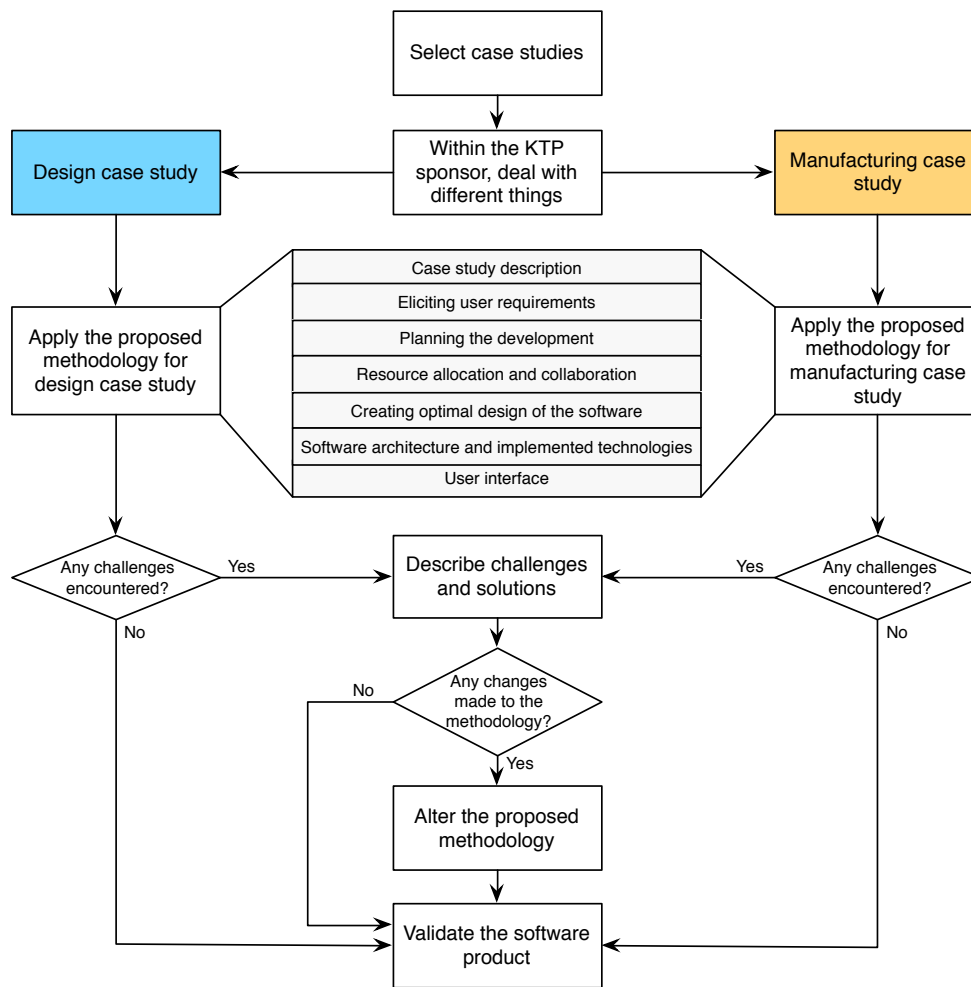 Select case studies
Design case study
Within the KTP
sponsor, deal with
different things
Manufacturing case
study
Case study description
Eliciting user requirements
Planning the development
Resource allocation and collaboration
Creating optimal design of the software
Software architecture and implemented technologies
User interface
Apply the proposed
methodology for
design case study
Apply the proposed
methodology for
manufacturing case
study
Any challenges
encountered?
Yes
No
Describe challenges
and solutions
Yes
Any challenges
encountered?
No
Any changes
made to the
methodology?
No
Yes
Alter the proposed
methodology
Validate the software
product